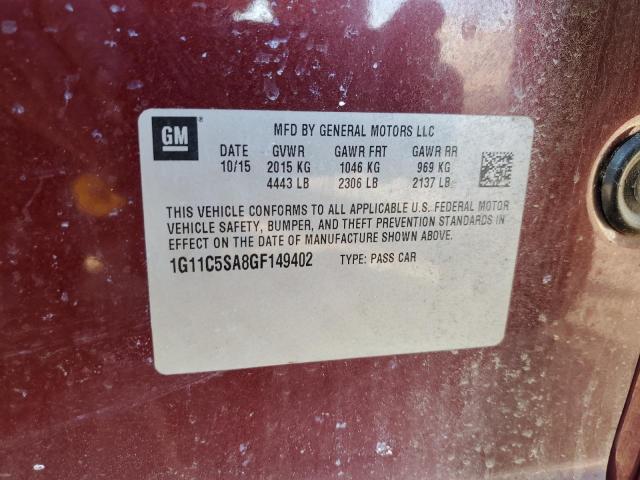 GM
MFD BY GENERAL MOTORS LLC
DATE GVWR GAWR FRT GAWR RR
10/15 2015 KG 1046 KG 969 KG
4443 LB 2306 LB 2137 LB
THIS VEHICLE CONFORMS TO ALL APPLICABLE U.S. FEDERAL MOTOR
VEHICLE SAFETY, BUMPER, AND THEFT PREVENTION STANDARDS IN
EFFECT ON THE DATE OF MANUFACTURE SHOWN ABOVE.
1G11C5SA8GF149402 TYPE: PASS CAR